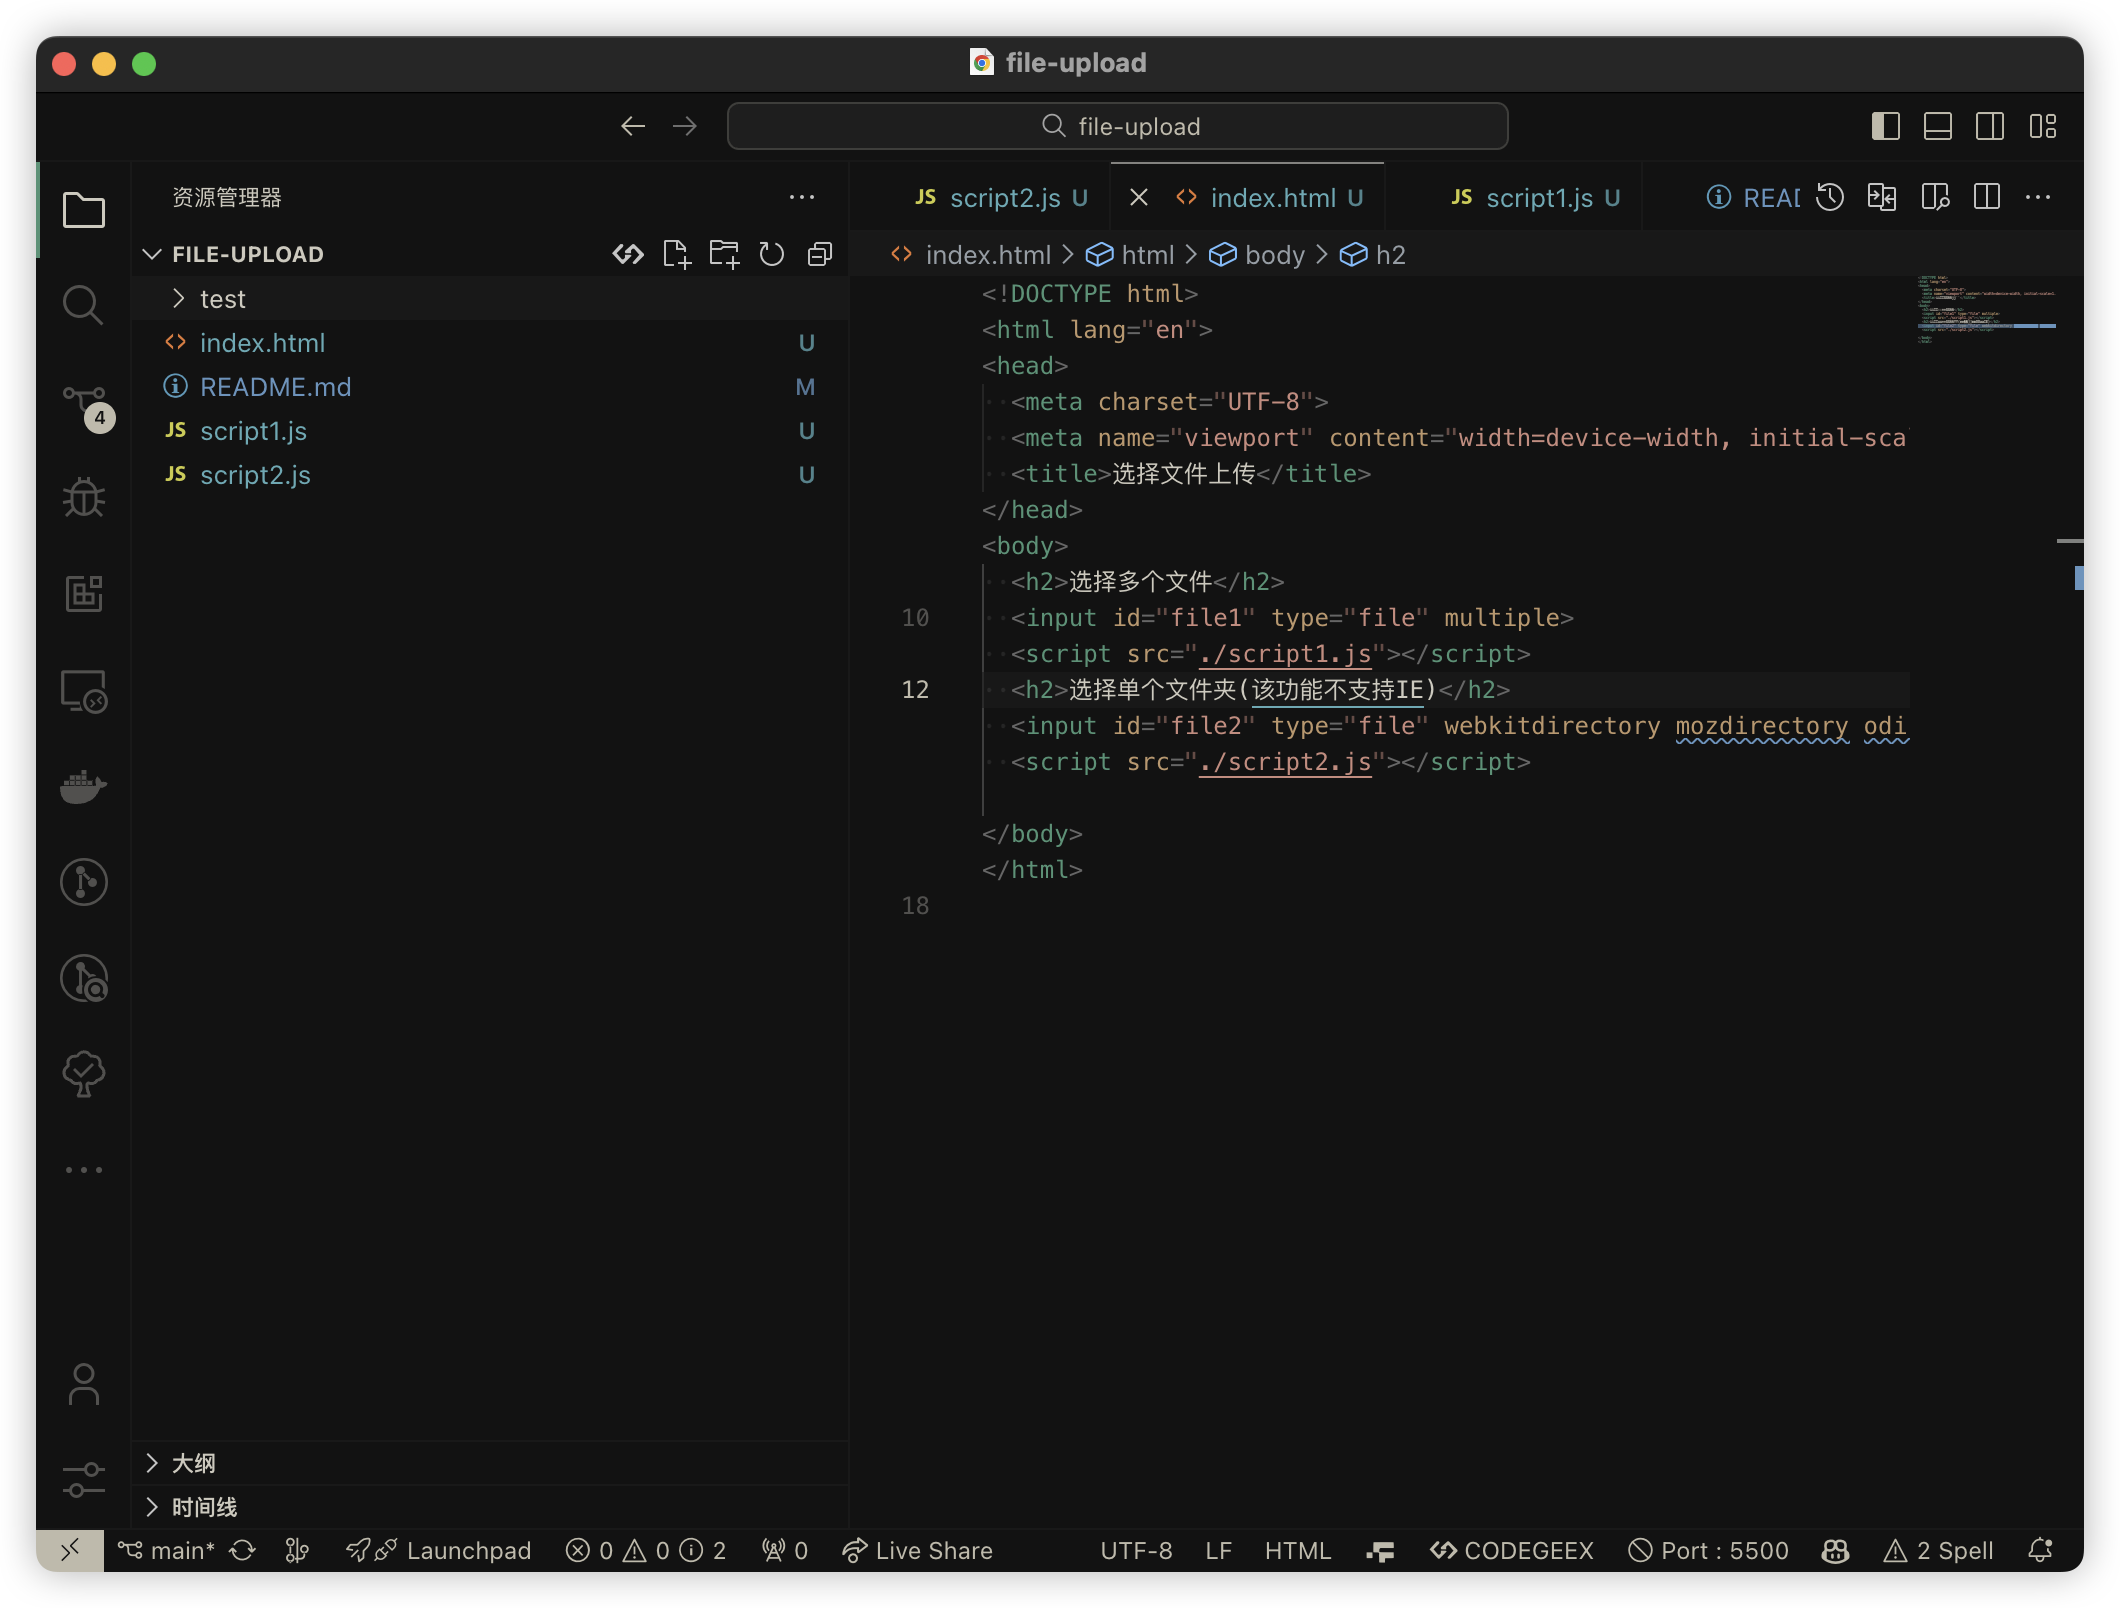 file-upload
file-upload
资源管理器
FILE-UPLOAD
test
index.html U
README.md M
JS script1.js U
JS script2.js U
4
大纲
时间线
JS script2.js U
index.html U
JS script1.js U
READ
index.html > html > body > h2
<!DOCTYPE html>
<html lang="en">
<head>
<meta charset="UTF-8">
<meta name="viewport" content="width=device-width, initial-sca
<title>选择文件上传</title>
</head>
<body>
<h2>选择多个文件</h2>
10 <input id="file1" type="file" multiple>
<script src="./script1.js"></script>
12 <h2>选择单个文件夹(该功能不支持IE)</h2>
<input id="file2" type="file" webkitdirectory mozdirectory odi
<script src="./script2.js"></script>
</body>
</html>
18
main* Launchpad 0 0 2 0 Live Share UTF-8 LF HTML CODEGEEX Port : 5500 2 Spell